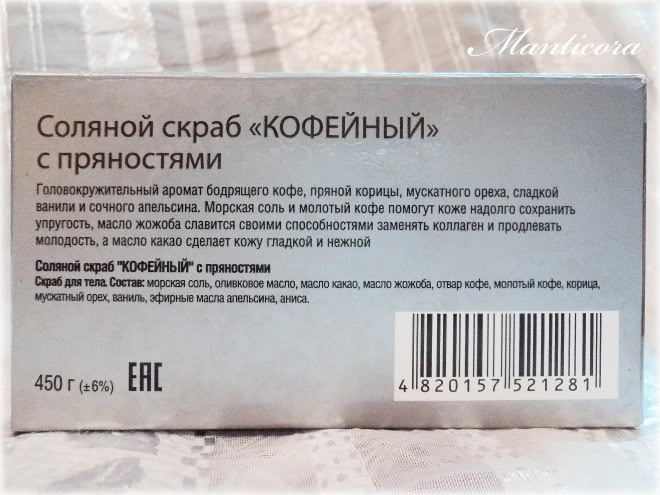 Manticora
Соляной скраб «КОФЕЙНЫЙ»
с пряностями
Головокружительный аромат бодрящего кофе, пряной корицы, мускатного ореха, сладкой
ванили и сочного апельсина. Морская соль и молотый кофе помогут коже надолго сохранить
упругость, масло жожоба славится своими способностями заменять коллаген и продлевать
молодость, а масло какао сделает кожу гладкой и нежной
Соляной скраб "КОФЕЙНЫЙ" с пряностями
Скраб для тела. Состав: морская соль, оливковое масло, масло какао, масло жожоба, отвар кофе, молотый кофе, корица,
мускатный орех, ваниль, эфирные масла апельсина, аниса.
450 г (±6%) EAC
4 820157 521281